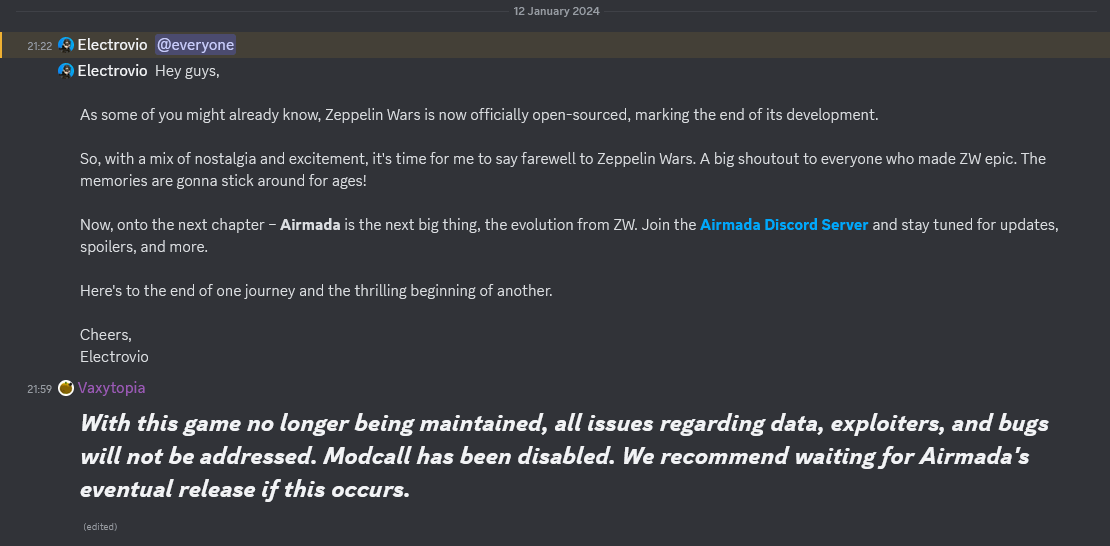 12 January 2024
21:22 Electrovio @everyone
Electrovio Hey guys,
As some of you might already know, Zeppelin Wars is now officially open-sourced, marking the end of its development.
So, with a mix of nostalgia and excitement, it's time for me to say farewell to Zeppelin Wars. A big shoutout to everyone who made ZW epic. The
memories are gonna stick around for ages!
Now, onto the next chapter – Airmada is the next big thing, the evolution from ZW. Join the Airmada Discord Server and stay tuned for updates,
spoilers, and more.
Here's to the end of one journey and the thrilling beginning of another.
Cheers,
Electrovio
21:59 Vaxytopia
With this game no longer being maintained, all issues regarding data, exploiters, and bugs
will not be addressed. Modcall has been disabled. We recommend waiting for Airmada's
eventual release if this occurs.
(edited)